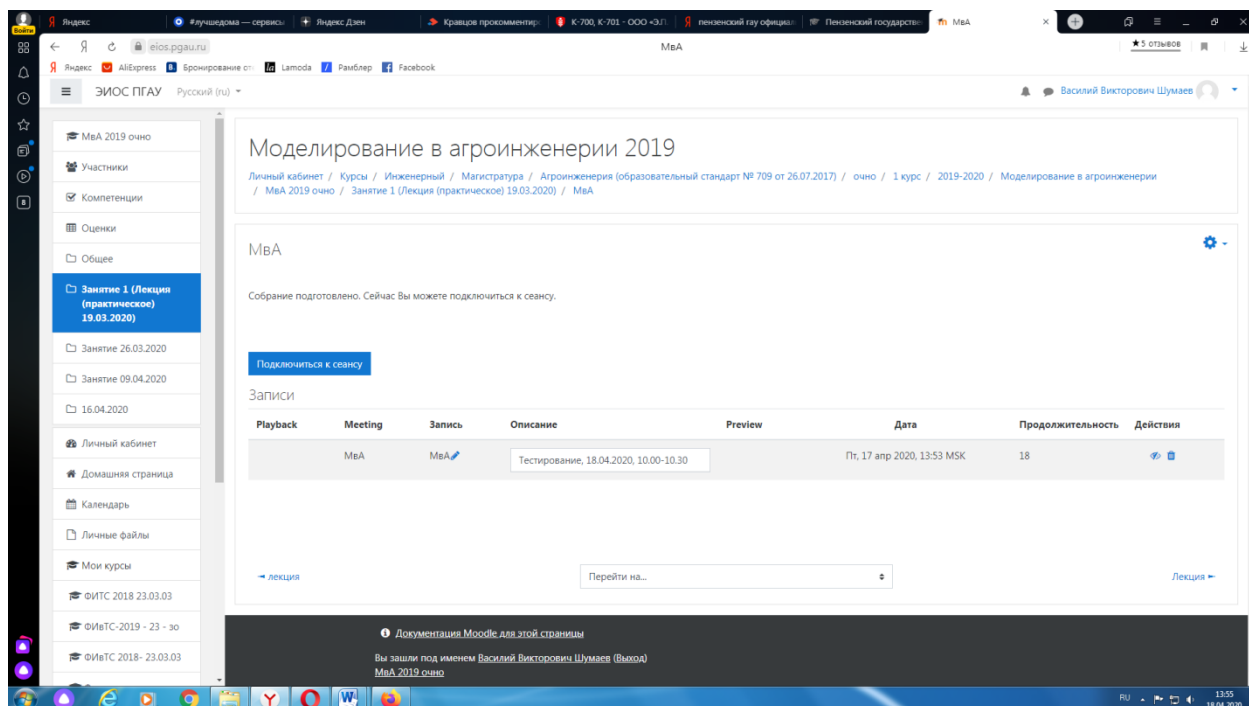 Яндекс
#лучшедома — сервисы
Яндекс Дзен
Кравцов прокомментиро
К-700, К-701 - ООО «ЭЛ
пензенский гау официал
Пензенский государстве
МвА
Войти
eios.pgau.ru
МвА
5 отзывов
Яндекс
AliExpress
Бронирование от
Lamoda
Рамблер
Facebook
ЭИОС ПГАУ Русский (ru)
Василий Викторович Шумаев
МвА 2019 очно
Участники
Компетенции
Оценки
Общее
Занятие 1 (Лекция
(практическое)
19.03.2020)
Занятие 26.03.2020
Занятие 09.04.2020
16.04.2020
Личный кабинет
Домашняя страница
Календарь
Личные файлы
Мои курсы
ФИТС 2018 23.03.03
ФИвТС-2019 - 23 - зо
ФИвТС 2018- 23.03.03
Моделирование в агроинженерии 2019
Личный кабинет / Курсы / Инженерный / Магистратура / Агроинженерия (образовательный стандарт № 709 от 26.07.2017) / очно / 1 курс / 2019-2020 / Моделирование в агроинженерии
/ МвА 2019 очно / Занятие 1 (Лекция (практическое) 19.03.2020) / МвА
МвА
Собрание подготовлено. Сейчас Вы можете подключиться к сеансу.
Подключиться к сеансу
Записи
Playback Meeting Запись Описание Preview Дата Продолжительность Действия
МвА МвА Тестирование, 18.04.2020, 10.00-10.30 Пт, 17 апр 2020, 13:53 MSK 18
◄ лекция
Перейти на...
Лекция ►
Документация Moodle для этой страницы
Вы зашли под именем Василий Викторович Шумаев (Выход)
МвА 2019 очно
RU
13:55
18.04.2020